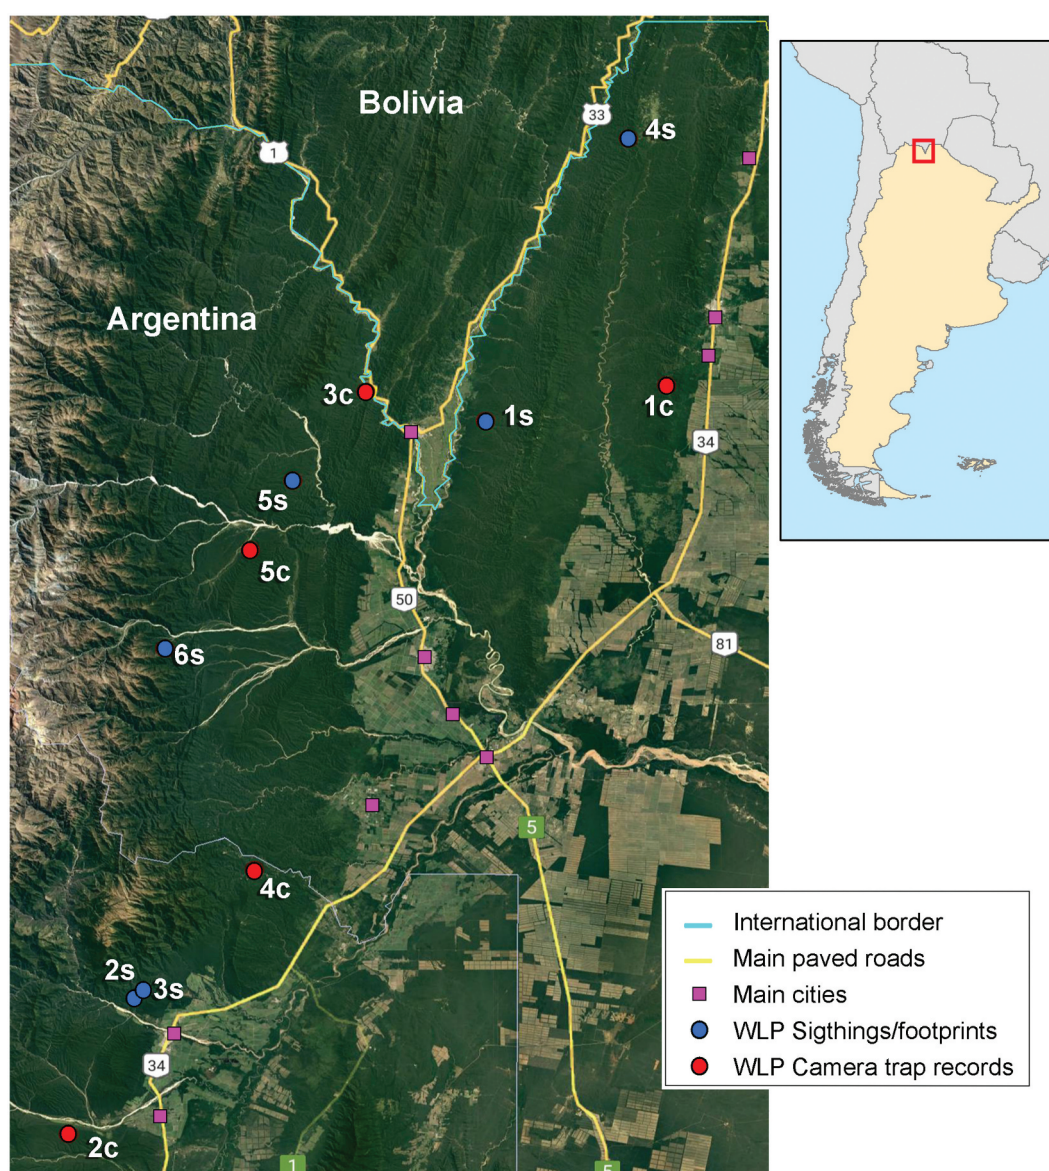 Bolivia
33
4s
1
Argentina
3c
1s
1c
34
5s
5c
50
6s
81
5
4c
2s
3s
34
2c
1
5
International border
Main paved roads
Main cities
WLP Sigthings/footprints
WLP Camera trap records